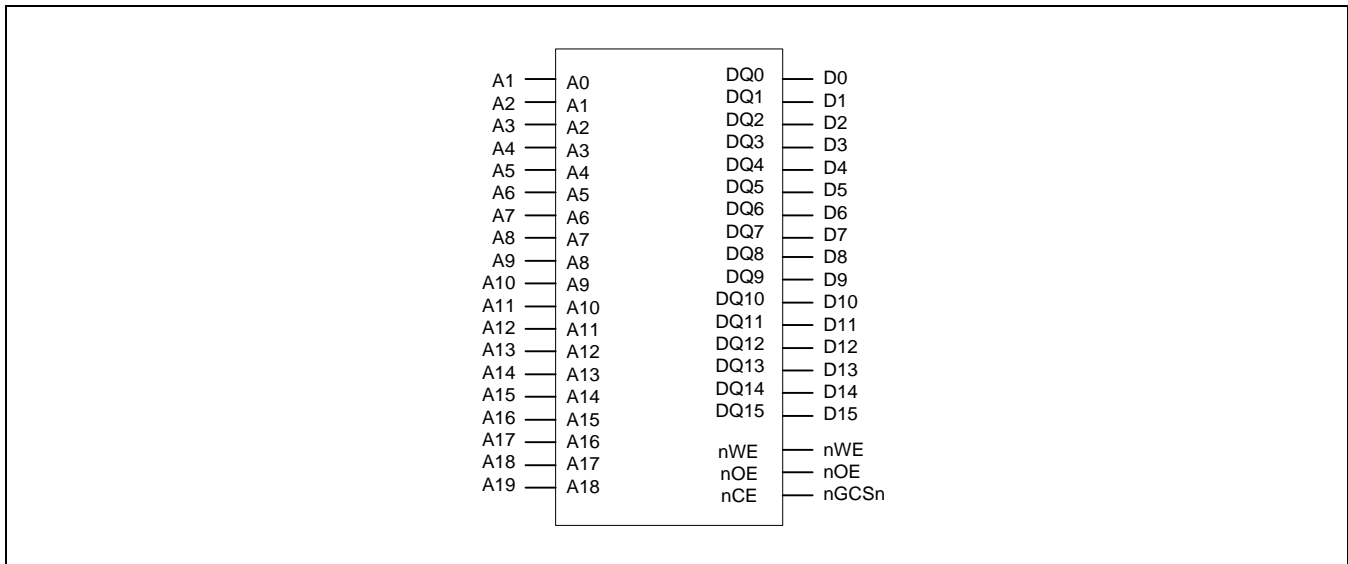 A1 A0 DQ0 D0
A2 A1 DQ1 D1
A3 A2 DQ2 D2
A4 A3 DQ3 D3
A5 A4 DQ4 D4
A6 A5 DQ5 D5
A7 A6 DQ6 D6
A8 A7 DQ7 D7
A9 A8 DQ8 D8
A10 A9 DQ9 D9
A11 A10 DQ10 D10
A12 A11 DQ11 D11
A13 A12 DQ12 D12
A14 A13 DQ13 D13
A15 A14 DQ14 D14
A16 A15 DQ15 D15
A17 A16 nWE nWE
A18 A17 nOE nOE
A19 A18 nCE nGCSn